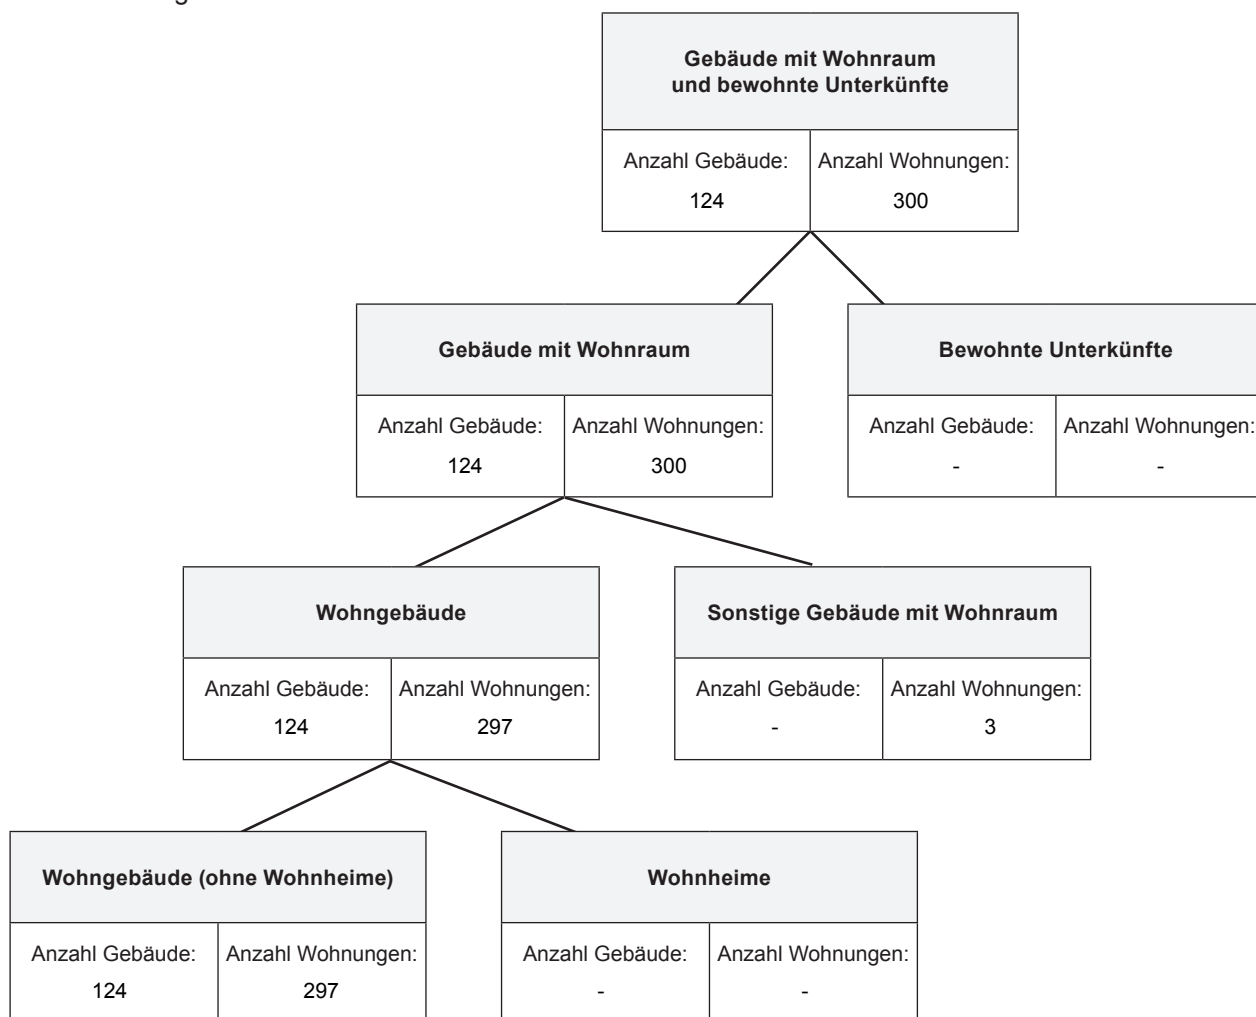 Gebäude mit Wohnraum
und bewohnte Unterkünfte
Anzahl Gebäude: Anzahl Wohnungen:
124 300
Gebäude mit Wohnraum
Bewohnte Unterkünfte
Anzahl Gebäude: Anzahl Wohnungen:
124 300
Anzahl Gebäude: Anzahl Wohnungen:
- -
Wohngebäude
Sonstige Gebäude mit Wohnraum
Anzahl Gebäude: Anzahl Wohnungen:
124 297
Anzahl Gebäude: Anzahl Wohnungen:
- 3
Wohngebäude (ohne Wohnheime)
Wohnheime
Anzahl Gebäude: Anzahl Wohnungen:
124 297
Anzahl Gebäude: Anzahl Wohnungen:
- -